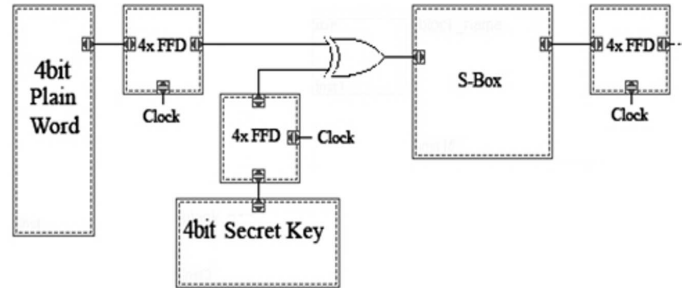 4bit
Plain
Word
4x FFD
Clock
4x FFD
Clock
4bit Secret Key
S-Box
4x FFD
Clock